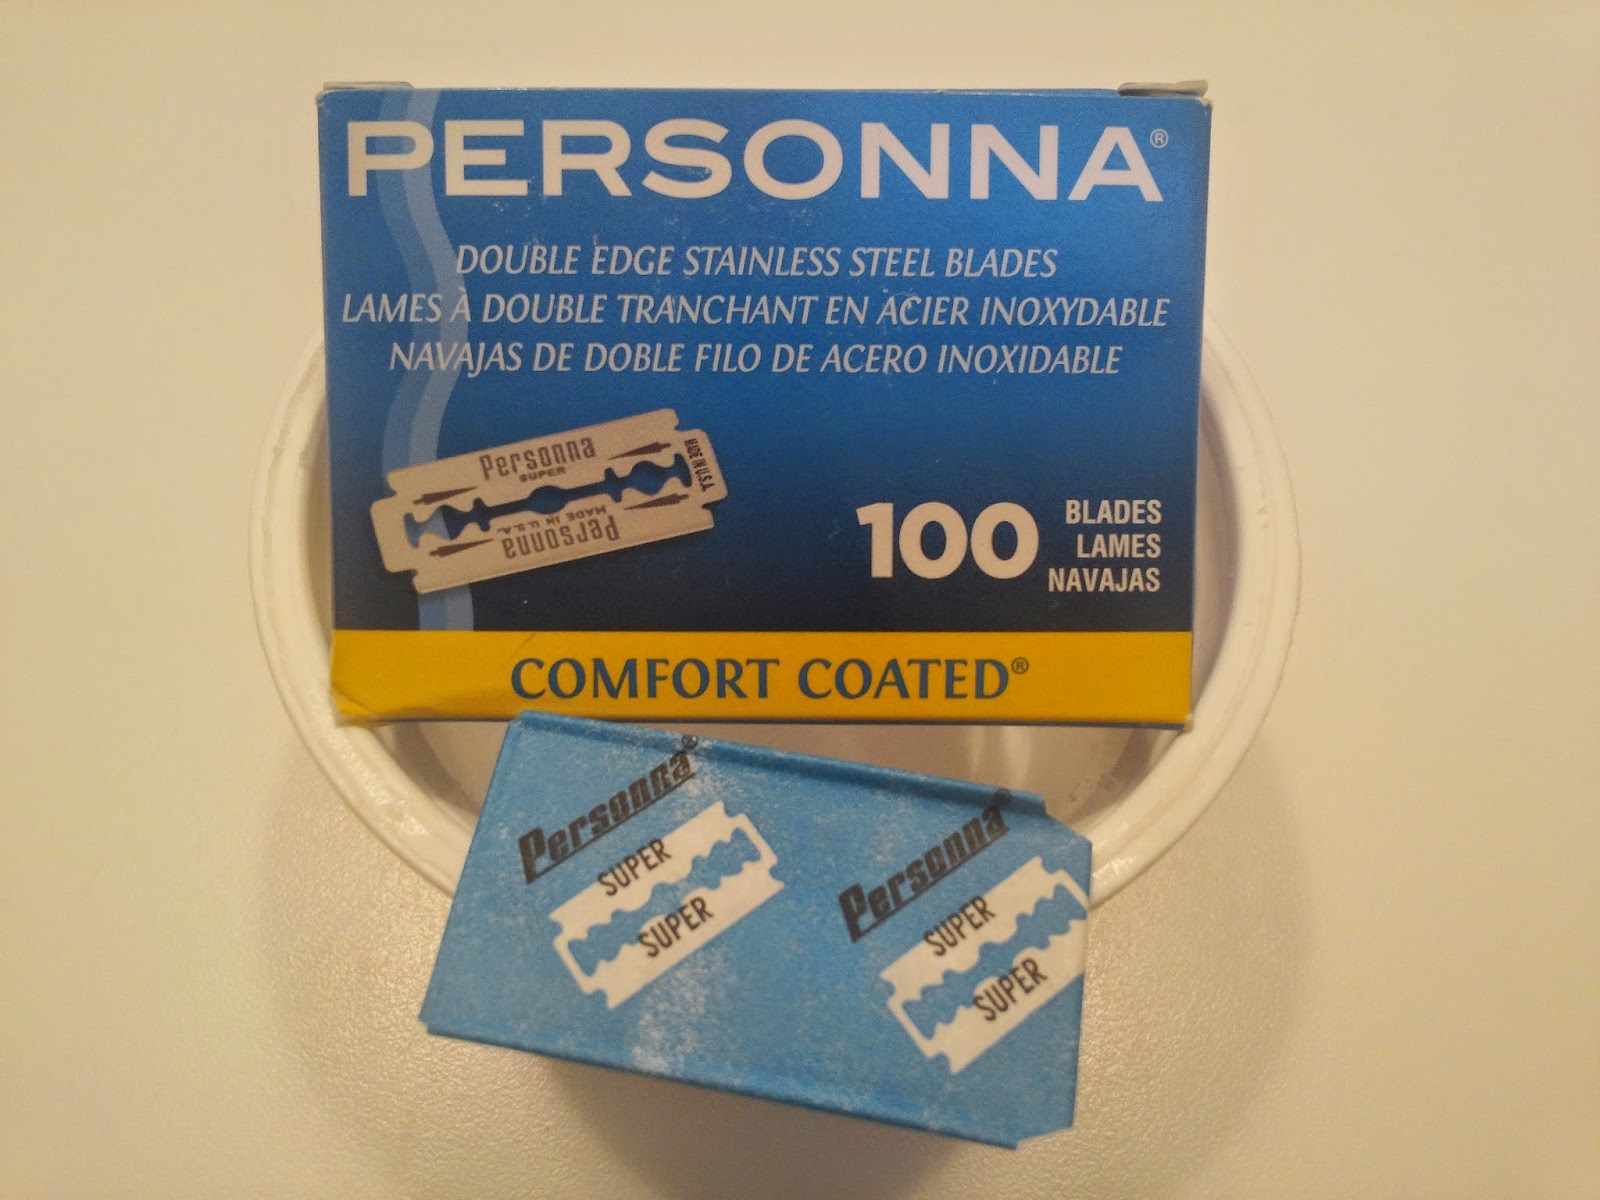 PERSONNA®
DOUBLE EDGE STAINLESS STEEL BLADES
LAMES À DOUBLE TRANCHANT EN ACIER INOXYDABLE
NAVAJAS DE DOBLE FILO DE ACERO INOXIDABLE
Personna
SUPER
MADE IN U.S.A.
MADE IN U.S.A.
Personna
100
BLADES
LAMES
NAVAJAS
COMFORT COATED®
Personna®
SUPER
SUPER
Personna®
SUPER
SUPER